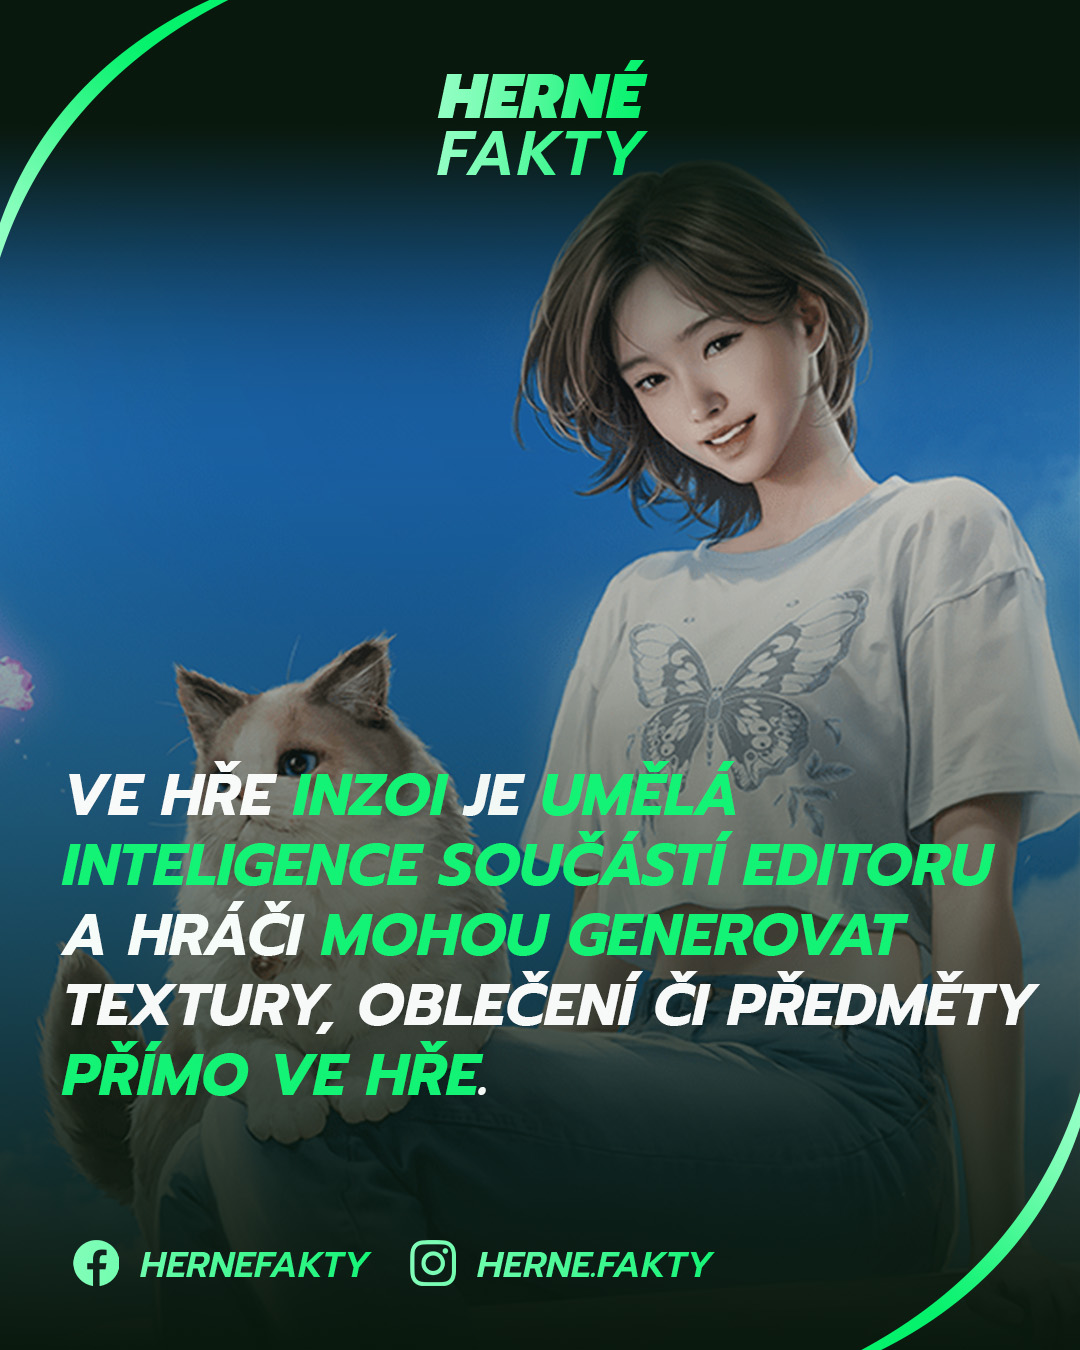 HERNÉ
FAKTY
VE HŘE INZOI JE UMĚLÁ
INTELIGENCE SOUČÁSTÍ EDITORU
A HRÁČI MOHOU GENEROVAT
TEXTURY, OBLEČENÍ ČI PŘEDMĚTY
PŘÍMO VE HŘE.
HERNEFAKTY HERNE.FAKTY